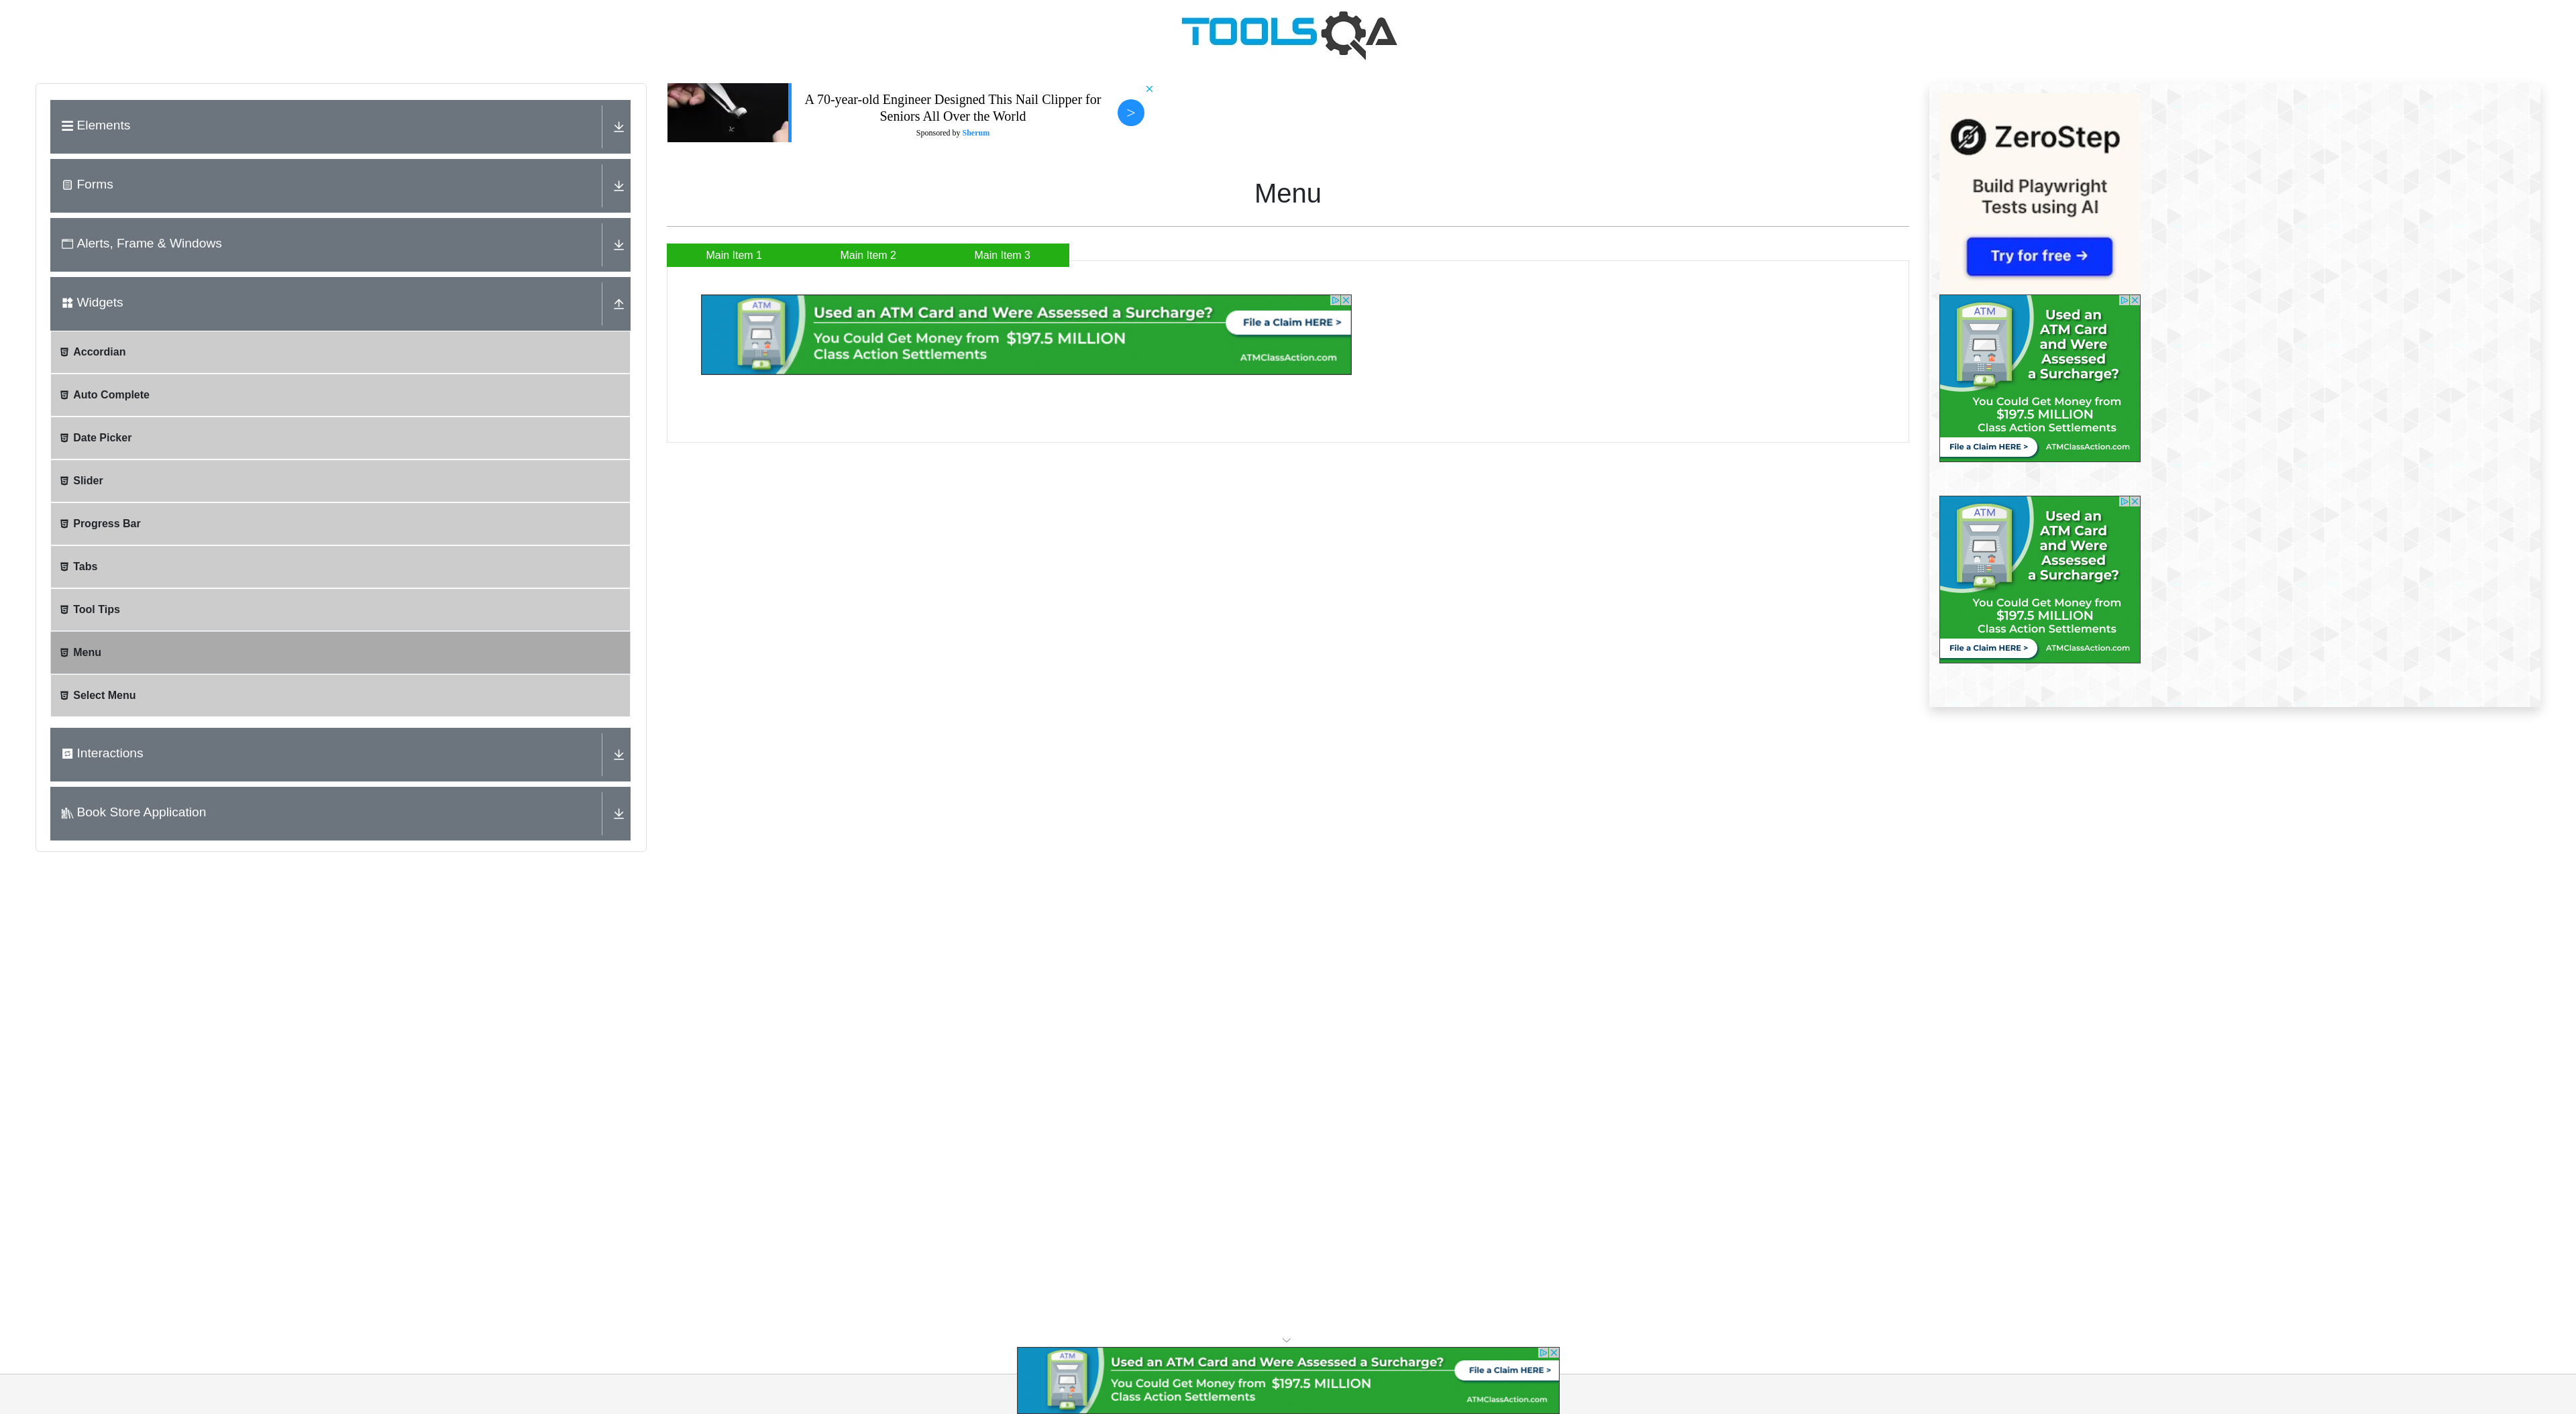 TOOLSQA
Elements
Forms
Alerts, Frame & Windows
Widgets
Accordian
Auto Complete
Date Picker
Slider
Progress Bar
Tabs
Tool Tips
Menu
Select Menu
Interactions
Book Store Application
A 70-year-old Engineer Designed This Nail Clipper for
Seniors All Over the World
Sponsored by Sherum
>
Menu
Main Item 1
Main Item 2
Main Item 3
ATM
Used an ATM Card and Were Assessed a Surcharge?
You Could Get Money from $197.5 MILLION
Class Action Settlements
File a Claim HERE >
ATMClassAction.com
ZeroStep
Build Playwright
Tests using AI
Try for free →
ATM
Used an
ATM Card
and Were
Assessed
a Surcharge?
You Could Get Money from
$197.5 MILLION
Class Action Settlements
File a Claim HERE >
ATMClassAction.com
ATM
Used an
ATM Card
and Were
Assessed
a Surcharge?
You Could Get Money from
$197.5 MILLION
Class Action Settlements
File a Claim HERE >
ATMClassAction.com
ATM
Used an ATM Card and Were Assessed a Surcharge?
You Could Get Money from $197.5 MILLION
Class Action Settlements
File a Claim HERE >
ATMClassAction.com